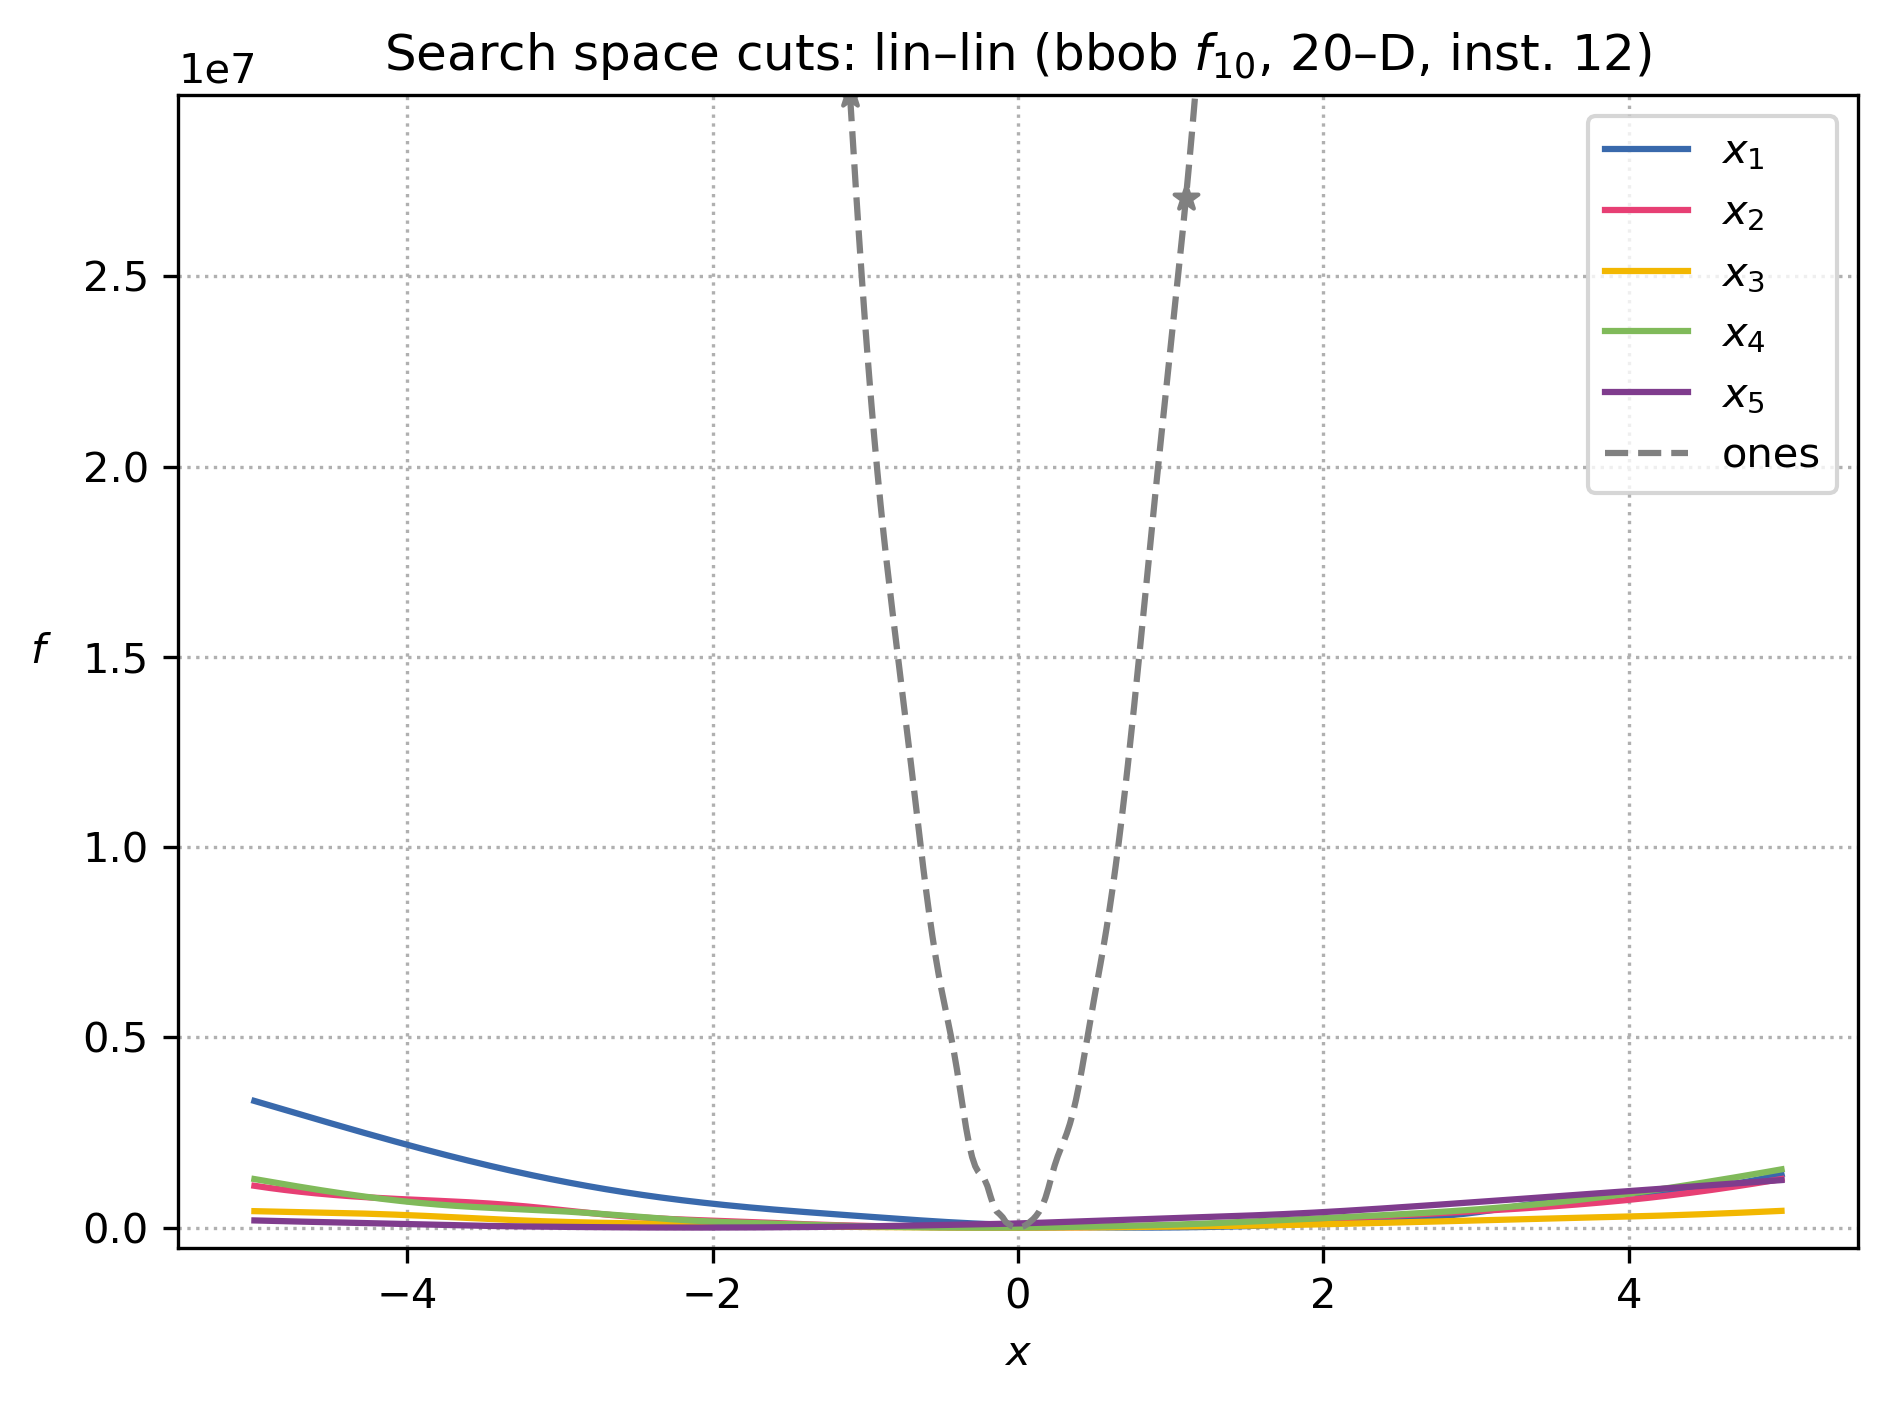 Search space cuts: lin–lin (bbob f₁₀, 20–D, inst. 12)
1e7
x₁
x₂
x₃
x₄
x₅
ones
2.5
2.0
1.5
1.0
0.5
0.0
f
−4 −2 0 2 4
x